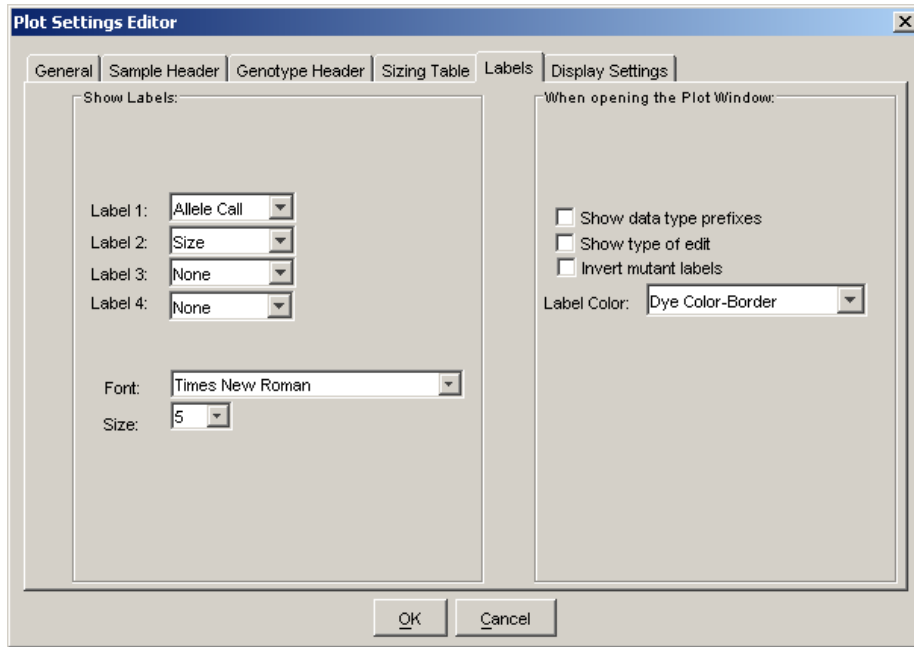 Plot Settings Editor
General Sample Header Genotype Header Sizing Table Labels Display Settings
Show Labels:
Label 1: Allele Call
Label 2: Size
Label 3: None
Label 4: None
Font: Times New Roman
Size: 5
When opening the Plot Window:
Show data type prefixes
Show type of edit
Invert mutant labels
Label Color: Dye Color-Border
OK Cancel